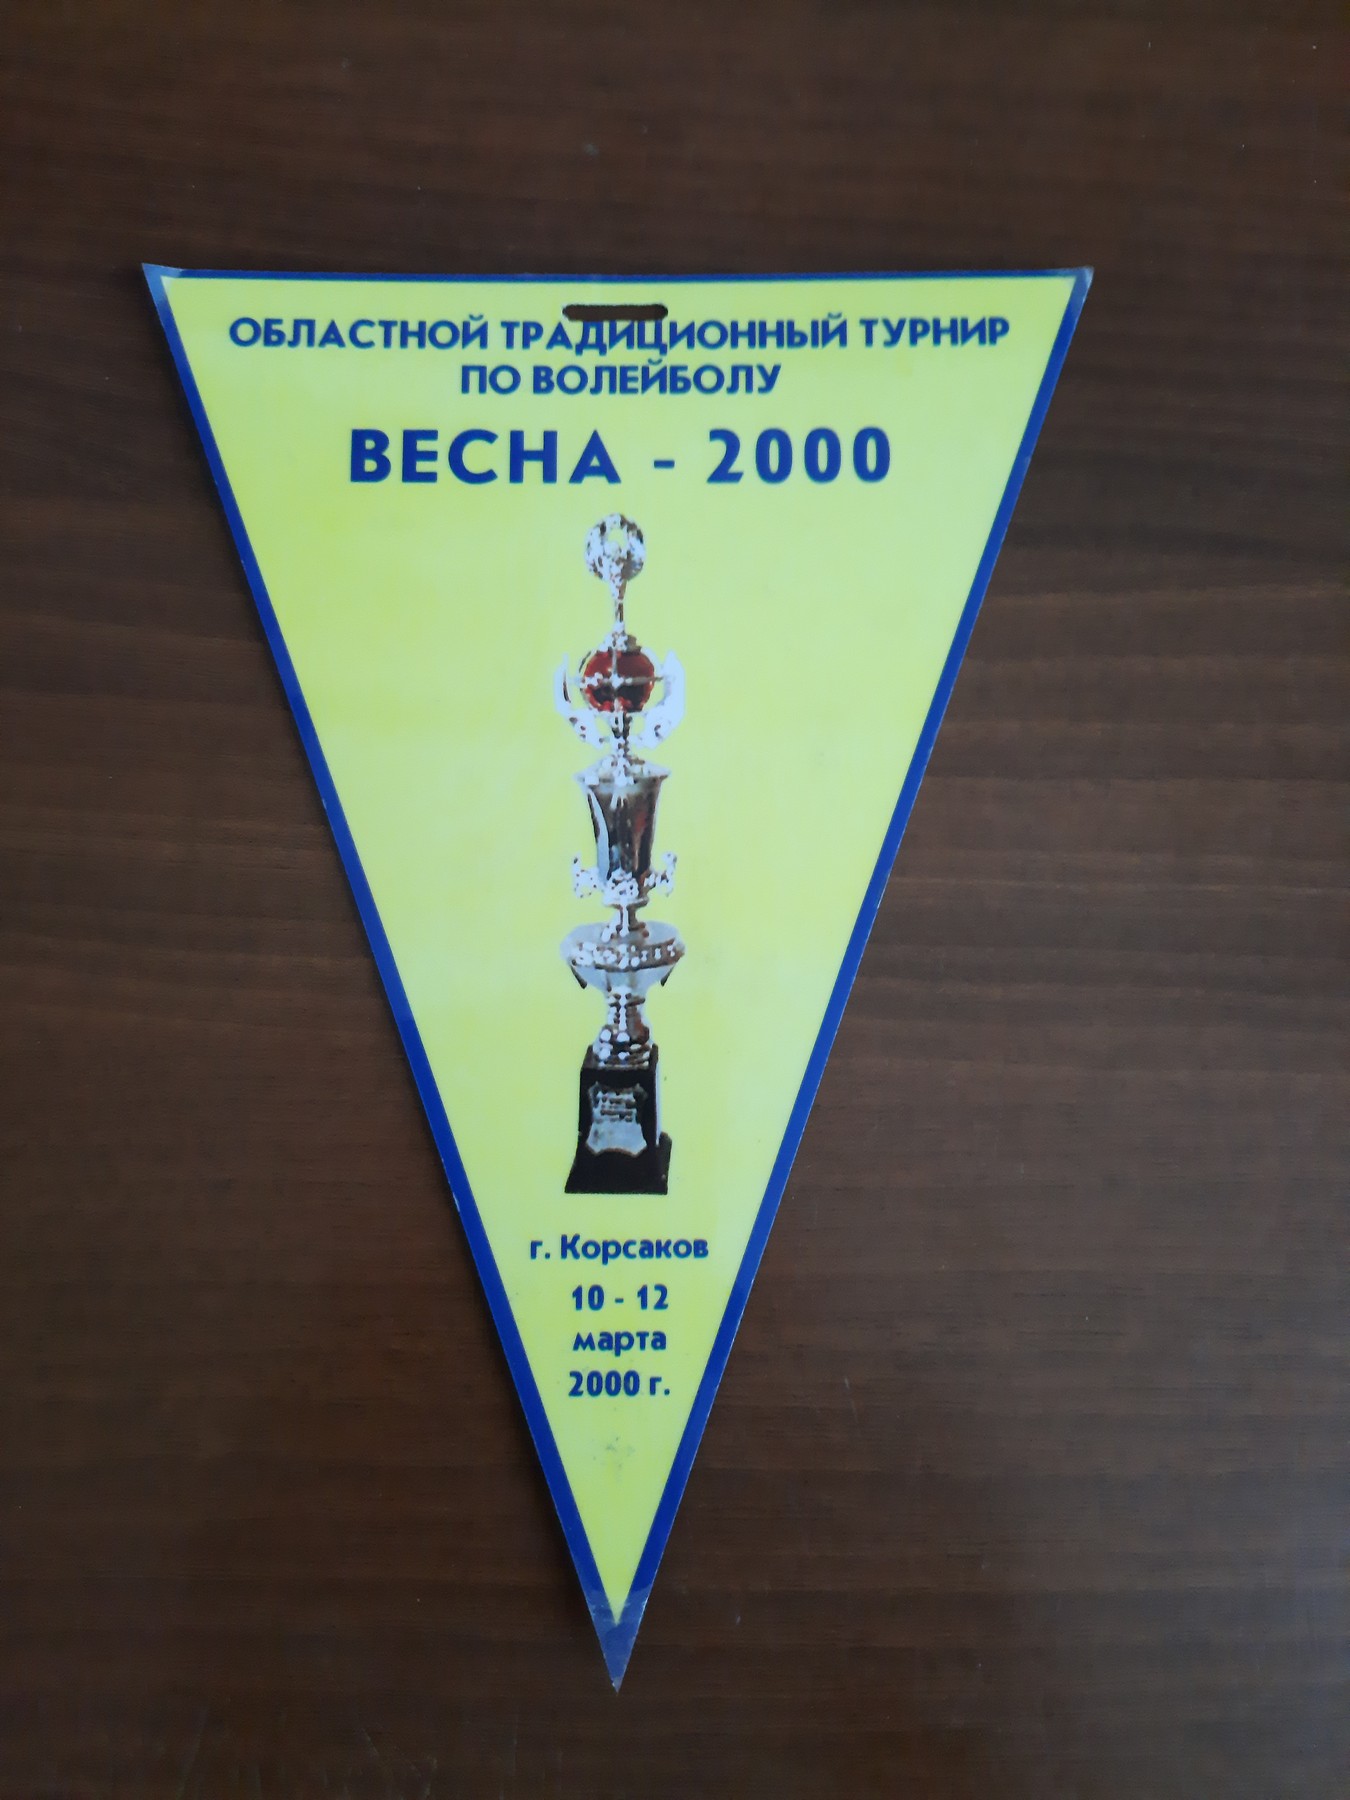 ОБЛАСТНОЙ ТРАДИЦИОННЫЙ ТУРНИР
ПО ВОЛЕЙБОЛУ
ВЕСНА - 2000
г. Корсаков
10 - 12
марта
2000 г.